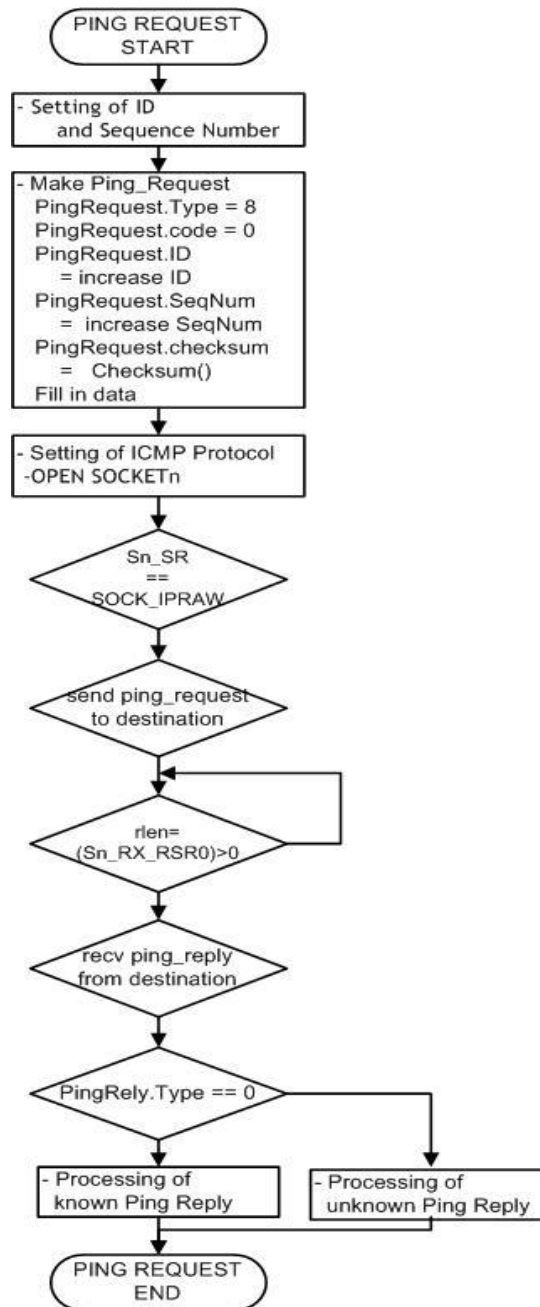 PING REQUEST
START
- Setting of ID
and Sequence Number
- Make Ping_Request
PingRequest.Type = 8
PingRequest.code = 0
PingRequest.ID
= increase ID
PingRequest.SeqNum
= increase SeqNum
PingRequest.checksum
= Checksum()
Fill in data
- Setting of ICMP Protocol
-OPEN SOCKETn
Sn_SR
==
SOCK_IPRAW
send ping_request
to destination
rlen=
(Sn_RX_RSR0)>0
recv ping_reply
from destination
PingRely.Type == 0
- Processing of
known Ping Reply
- Processing of
unknown Ping Reply
PING REQUEST
END